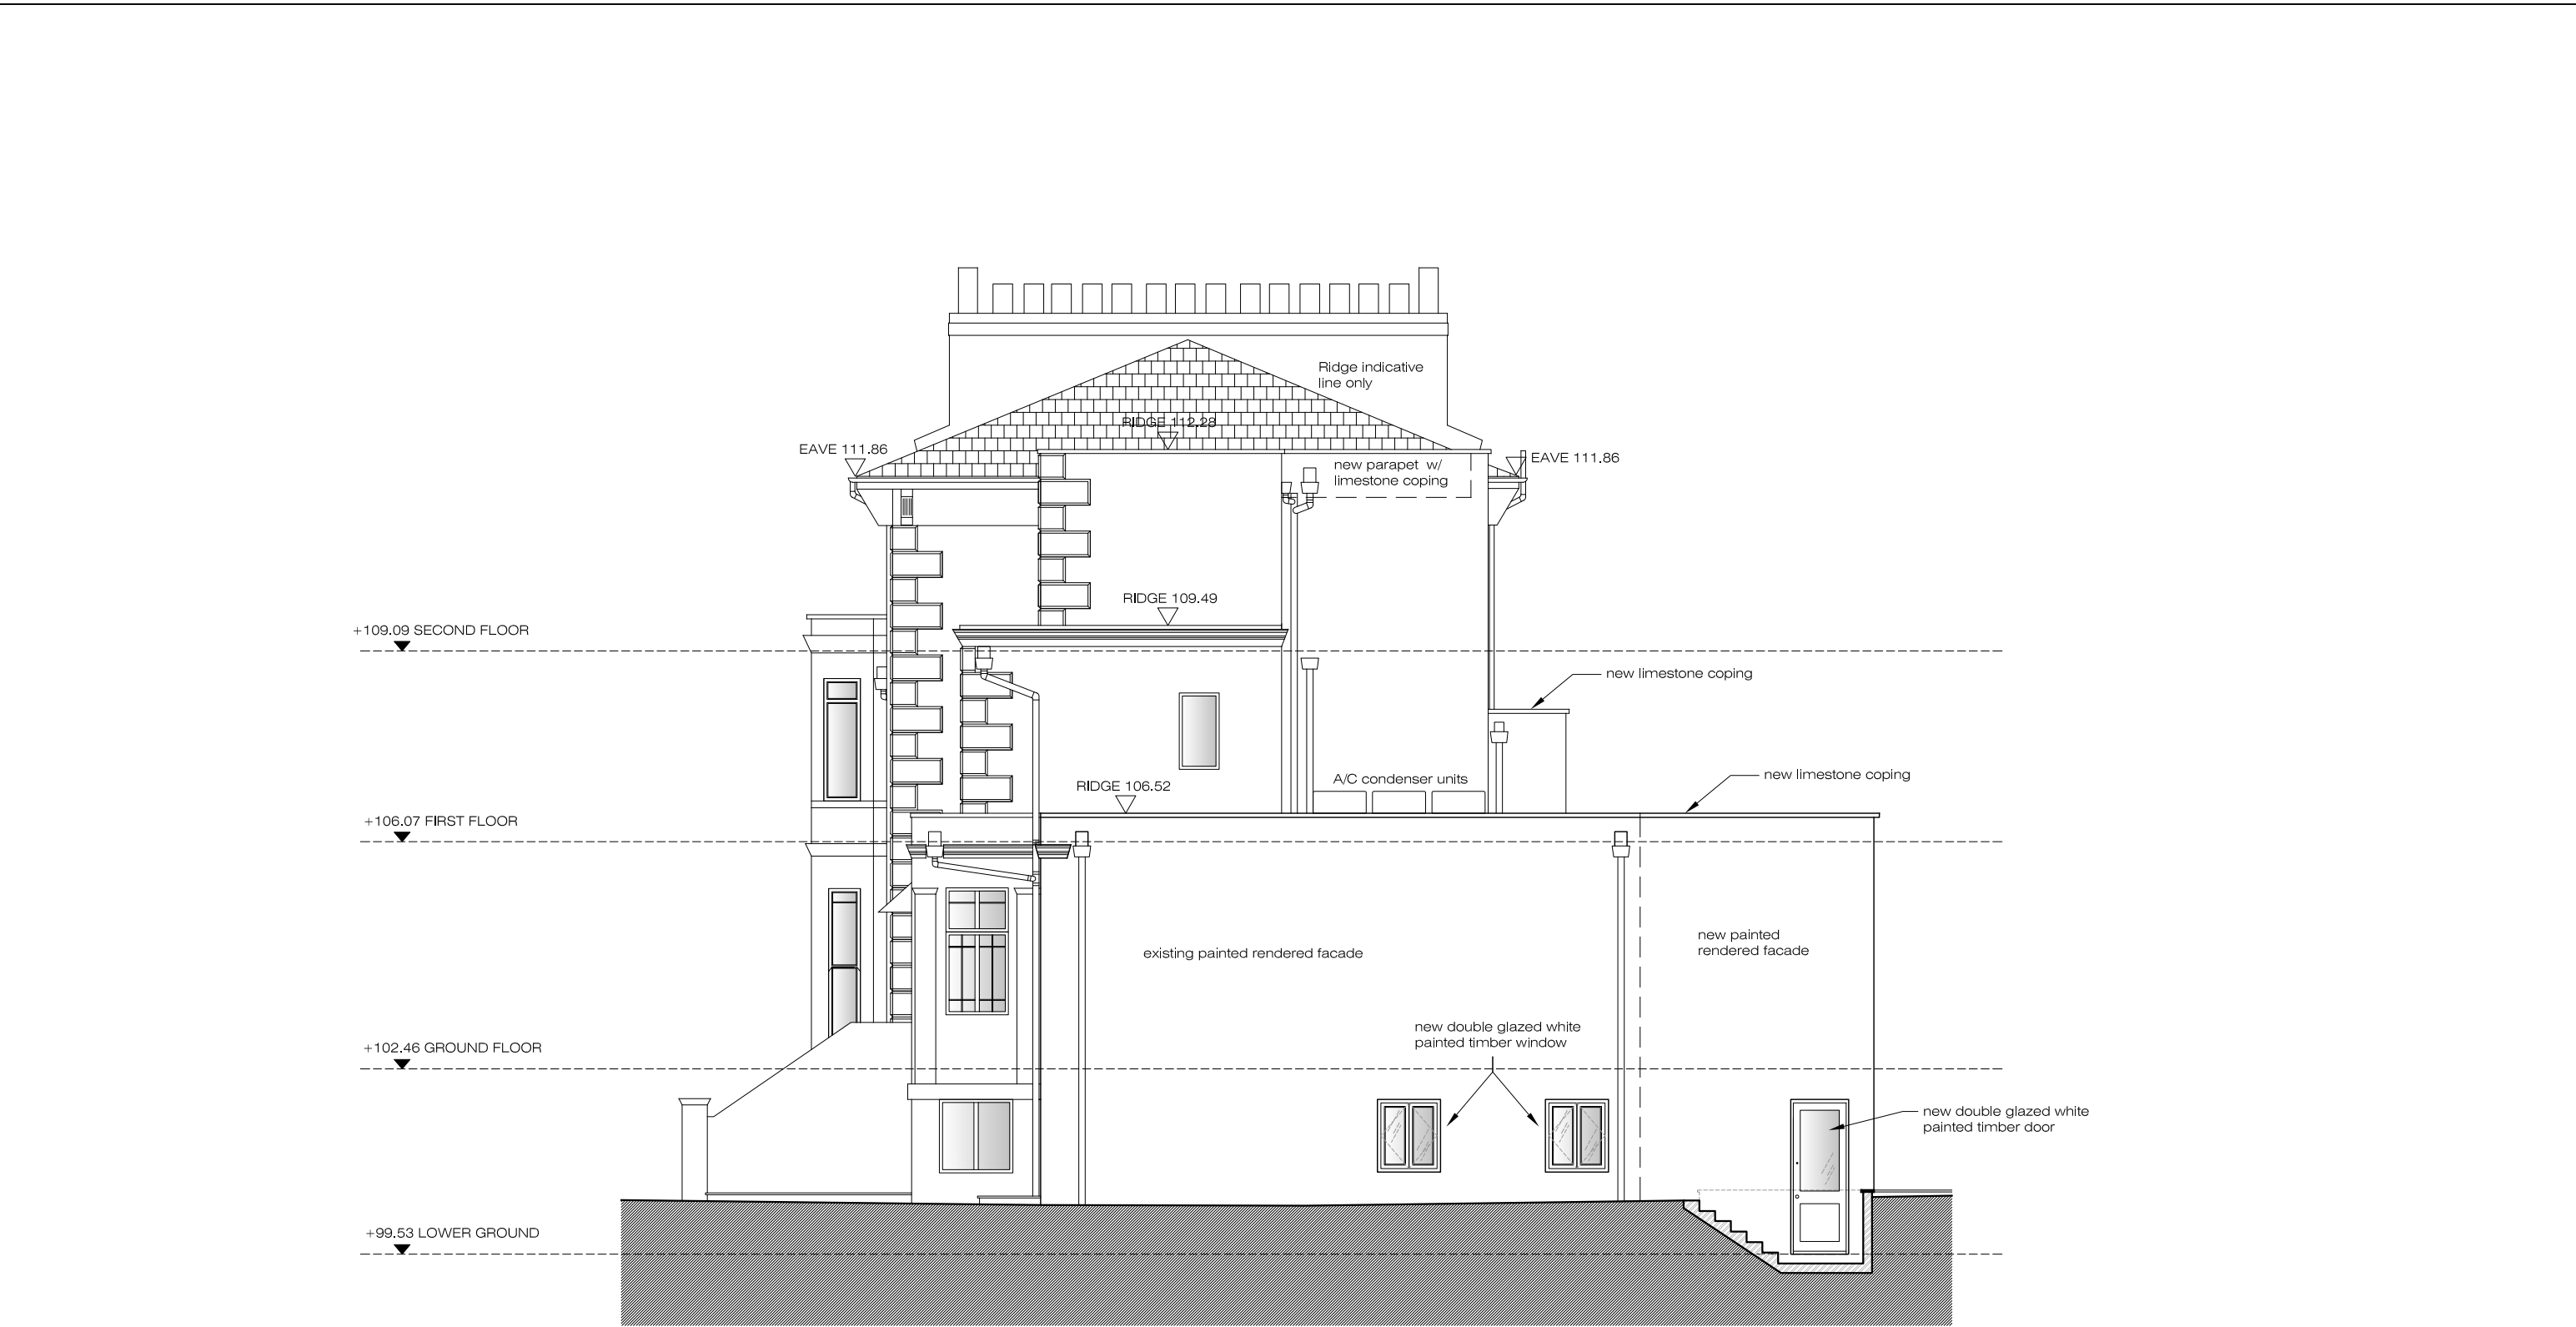 Ridge indicative
line only
RIDGE 112.28
EAVE 111.86
EAVE 111.86
new parapet w/
limestone coping
RIDGE 109.49
+109.09 SECOND FLOOR
new limestone coping
new limestone coping
A/C condenser units
RIDGE 106.52
+106.07 FIRST FLOOR
new painted
rendered facade
existing painted rendered facade
new double glazed white
painted timber window
+102.46 GROUND FLOOR
new double glazed white
painted timber door
+99.53 LOWER GROUND